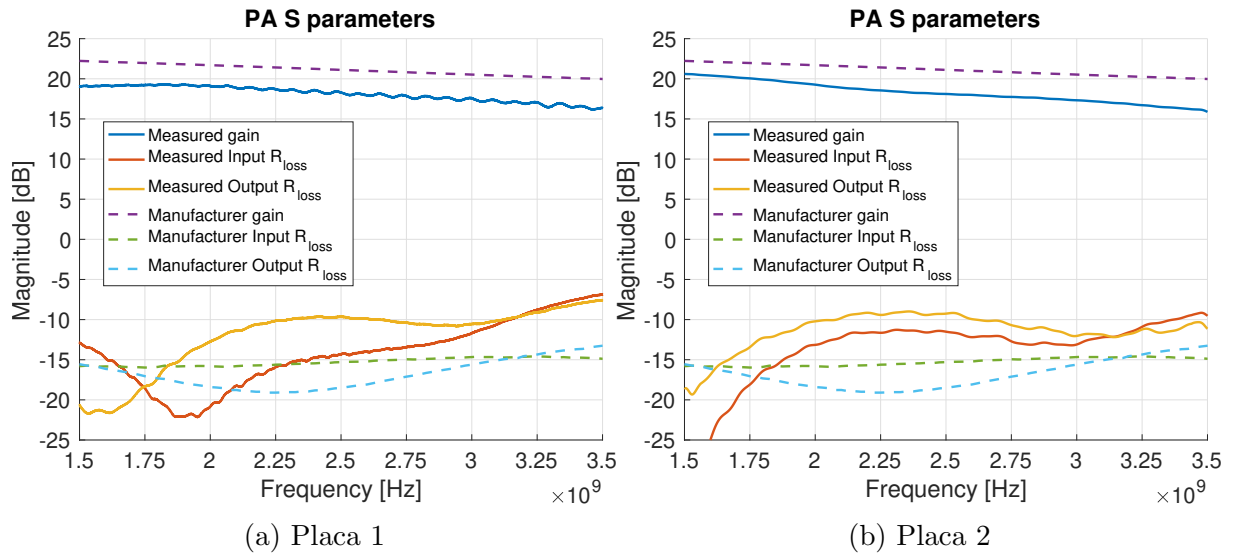 PA S parameters
25
20
15
10
5
0
-5
-10
-15
-20
-25
Magnitude [dB]
Measured gain
Measured Input R_loss
Measured Output R_loss
Manufacturer gain
Manufacturer Input R_loss
Manufacturer Output R_loss
1.5 1.75 2 2.25 2.5 2.75 3 3.25 3.5
Frequency [Hz] ×10^9
(a) Placa 1
PA S parameters
25
20
15
10
5
0
-5
-10
-15
-20
-25
Magnitude [dB]
Measured gain
Measured Input R_loss
Measured Output R_loss
Manufacturer gain
Manufacturer Input R_loss
Manufacturer Output R_loss
1.5 1.75 2 2.25 2.5 2.75 3 3.25 3.5
Frequency [Hz] ×10^9
(b) Placa 2